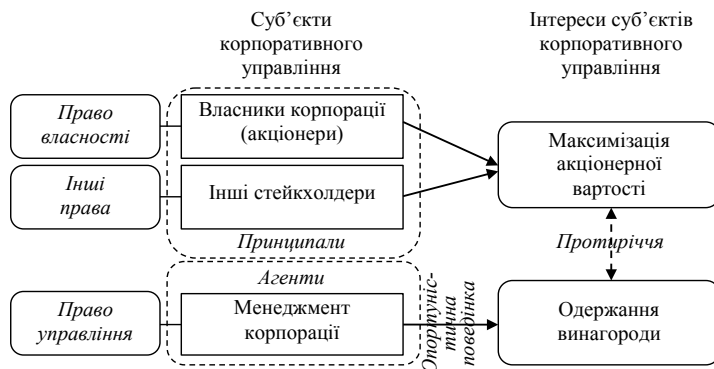 Суб’єкти
корпоративного
управління
Інтереси суб’єктів
корпоративного
управління
Право
власності
Власники корпорації
(акціонери)
Максимізація
акціонерної
вартості
Інші
права
Інші стейкхолдери
Принципали
Протиріччя
Агенти
Право
управління
Менеджмент
корпорації
Опортуніс-
тична
поведінка
Одержання
винагороди